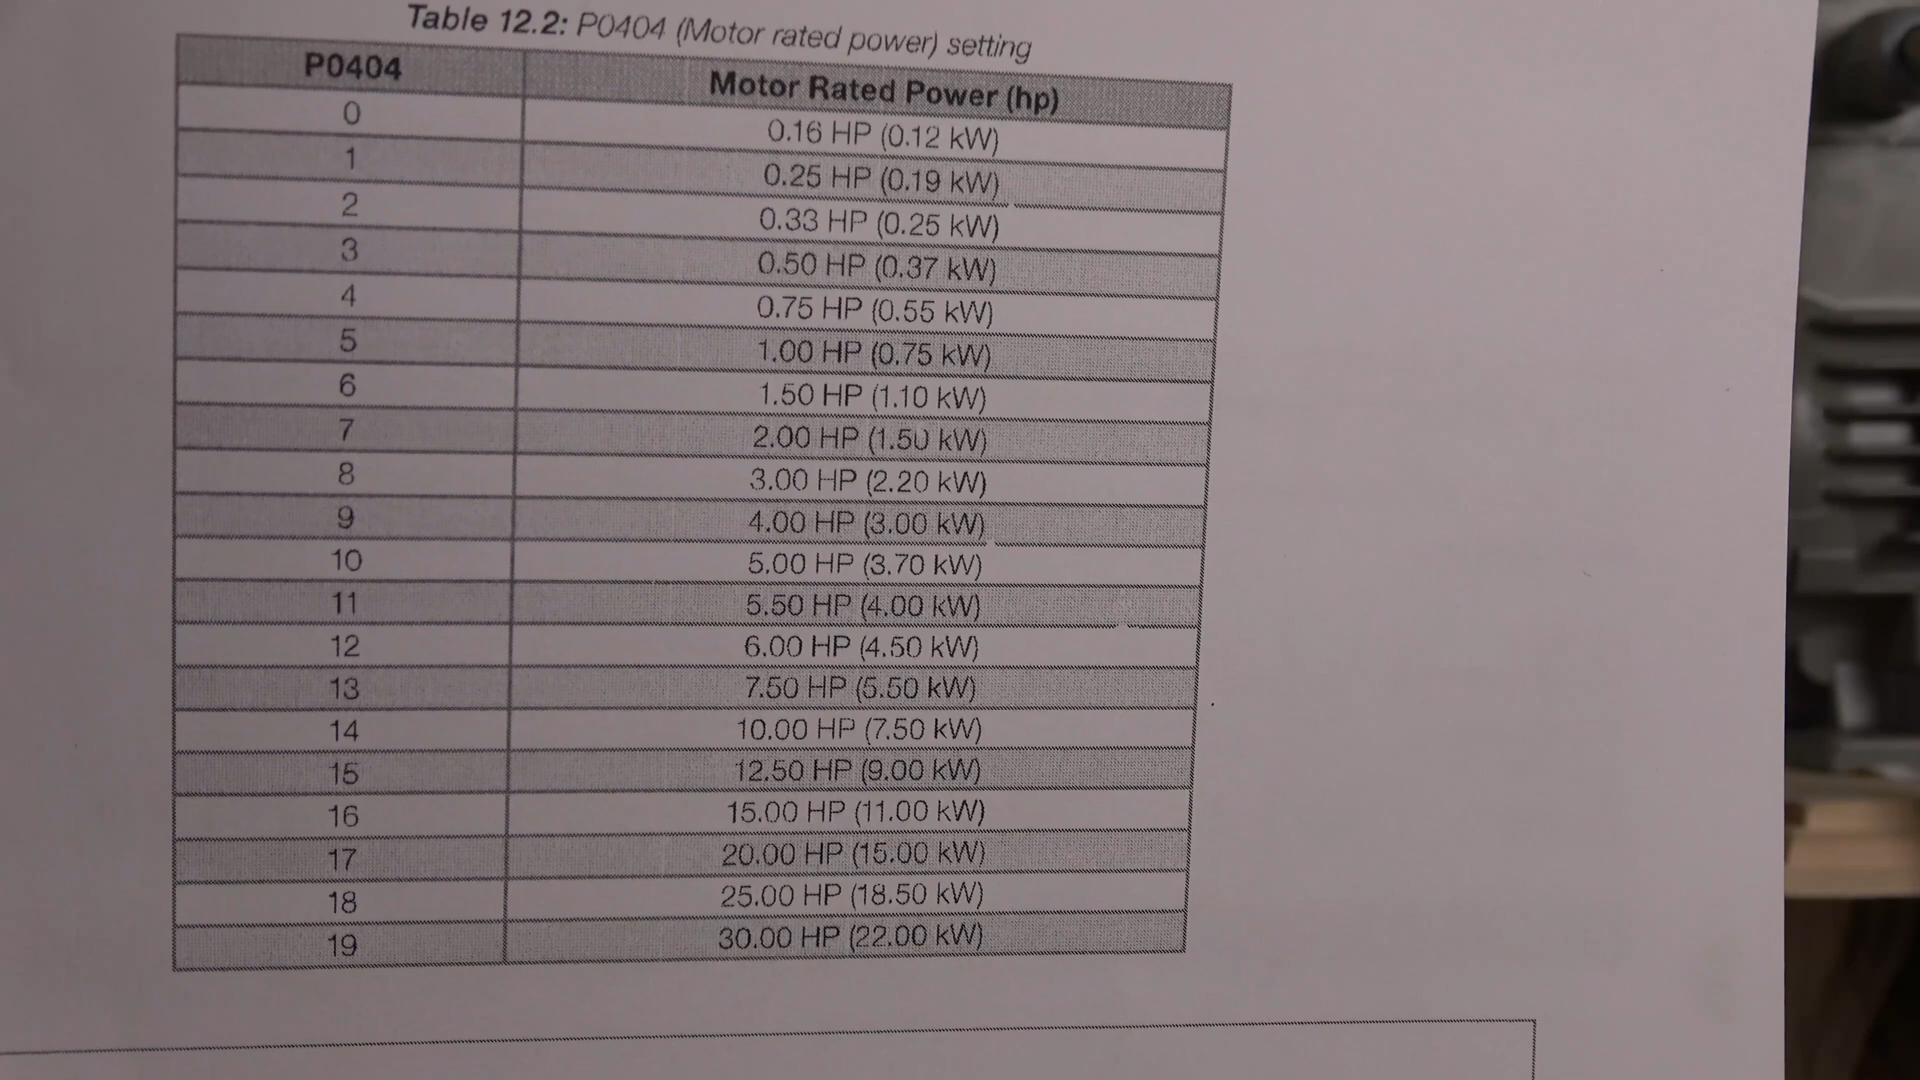 Table 12.2: P0404 (Motor rated power) setting
P0404 Motor Rated Power (hp)
0 0.16 HP (0.12 kW)
1 0.25 HP (0.19 kW)
2 0.33 HP (0.25 kW)
3 0.50 HP (0.37 kW)
4 0.75 HP (0.55 kW)
5 1.00 HP (0.75 kW)
6 1.50 HP (1.10 kW)
7 2.00 HP (1.50 kW)
8 3.00 HP (2.20 kW)
9 4.00 HP (3.00 kW)
10 5.00 HP (3.70 kW)
11 5.50 HP (4.00 kW)
12 6.00 HP (4.50 kW)
13 7.50 HP (5.50 kW)
14 10.00 HP (7.50 kW)
15 12.50 HP (9.00 kW)
16 15.00 HP (11.00 kW)
17 20.00 HP (15.00 kW)
18 25.00 HP (18.50 kW)
19 30.00 HP (22.00 kW)